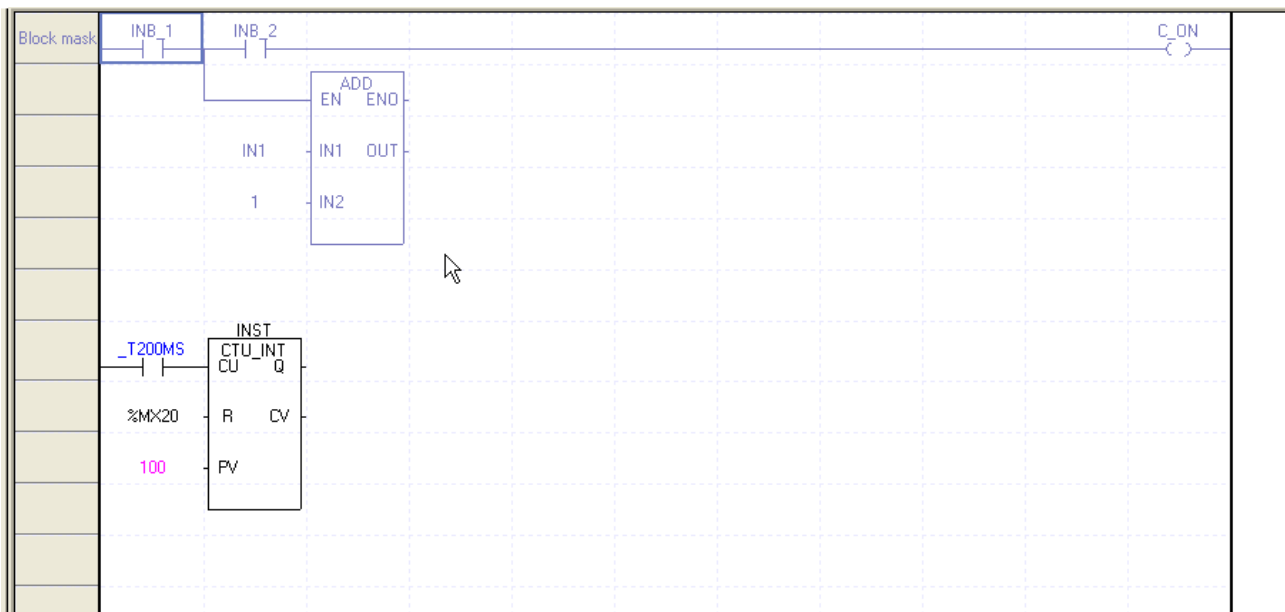 Block mask INB_1 INB_2 C_ON
ADD
EN ENO
IN1 IN1 OUT
1 IN2
INST
_T200MS CTU_INT
CU Q
%MX20 R CV
100 PV